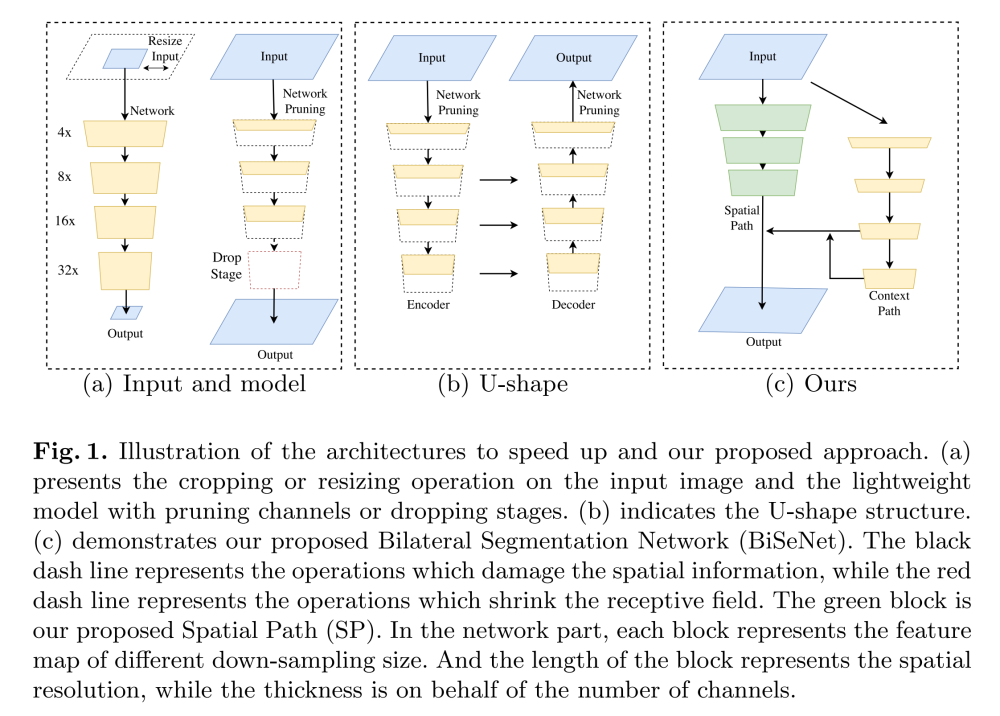 Resize
Input
Network
4x
8x
16x
32x
Output
Input
Network
Pruning
Drop
Stage
Output
(a) Input and model
Input
Network
Pruning
Encoder
Output
Network
Pruning
Decoder
(b) U-shape
Input
Spatial
Path
Context
Path
Output
(c) Ours
Fig. 1. Illustration of the architectures to speed up and our proposed approach. (a)
presents the cropping or resizing operation on the input image and the lightweight
model with pruning channels or dropping stages. (b) indicates the U-shape structure.
(c) demonstrates our proposed Bilateral Segmentation Network (BiSeNet). The black
dash line represents the operations which damage the spatial information, while the red
dash line represents the operations which shrink the receptive field. The green block is
our proposed Spatial Path (SP). In the network part, each block represents the feature
map of different down-sampling size. And the length of the block represents the spatial
resolution, while the thickness is on behalf of the number of channels.